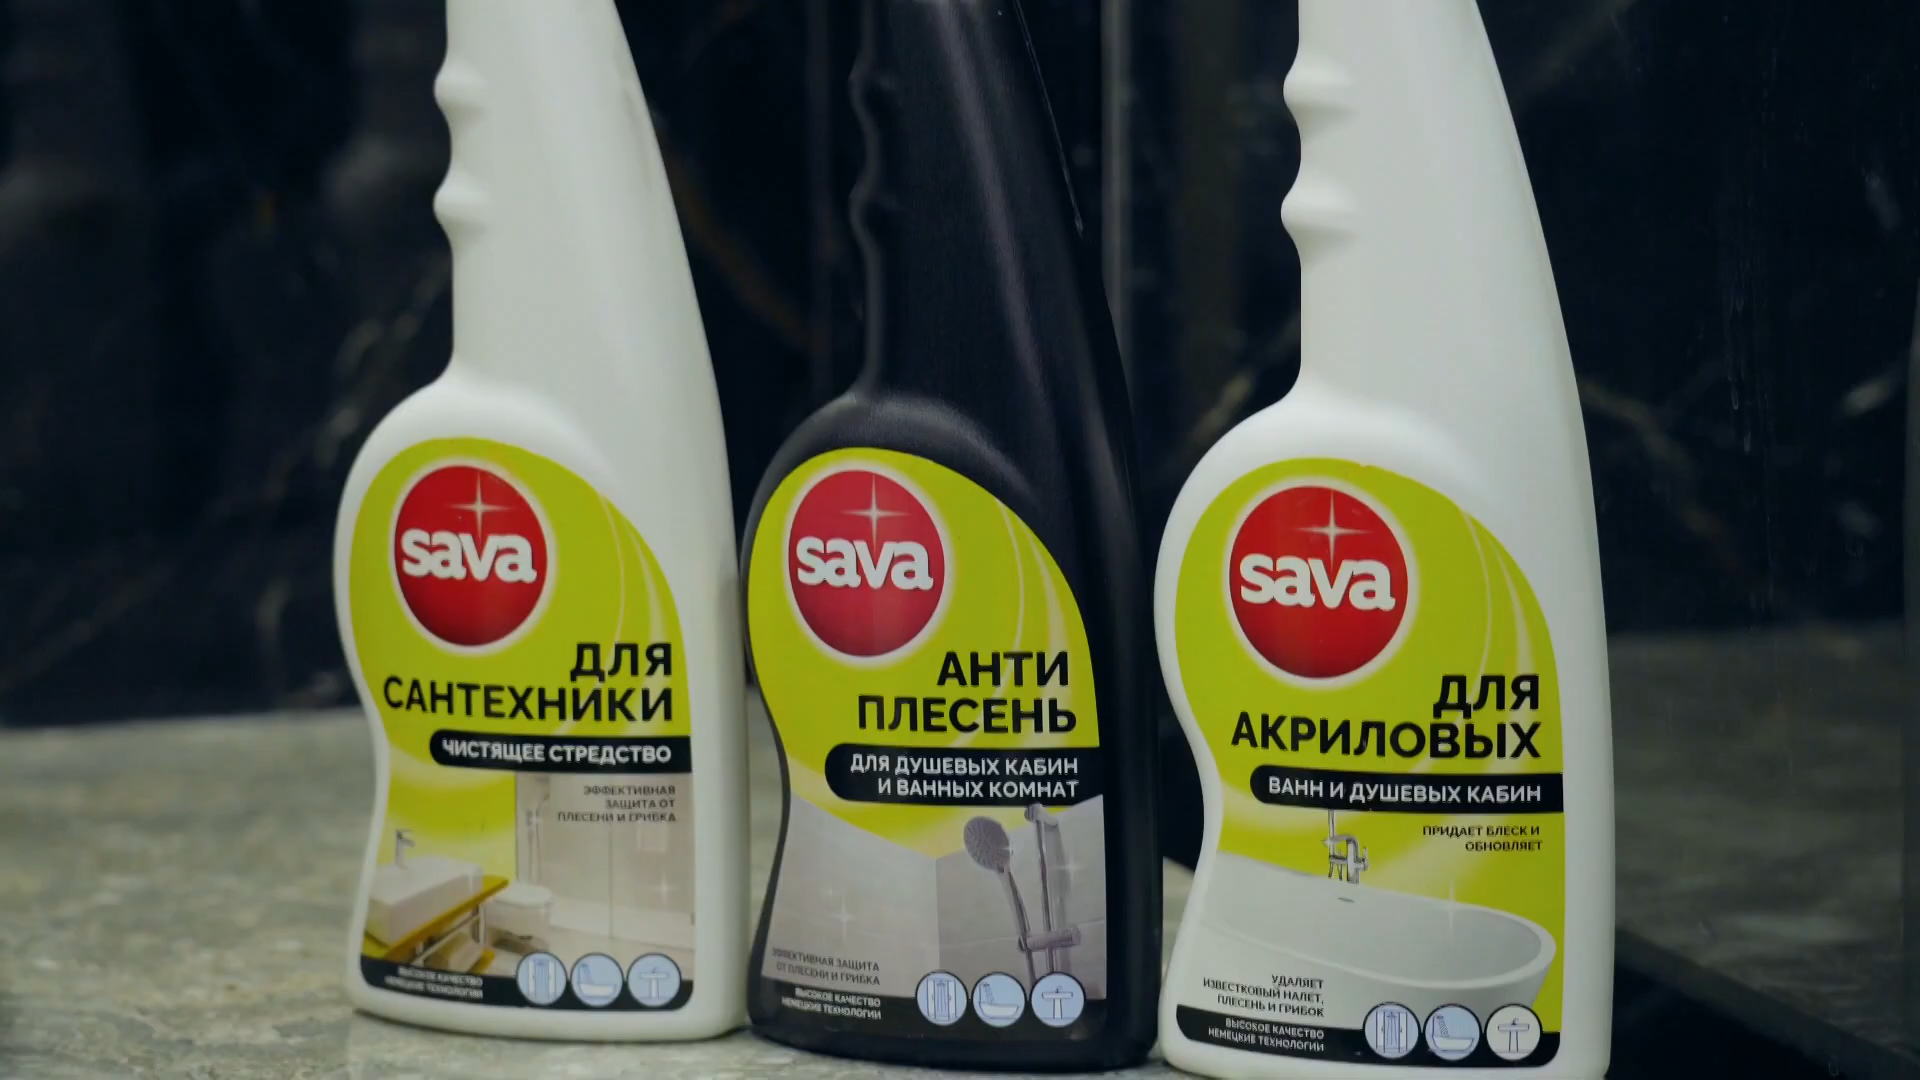 sava
ДЛЯ
САНТЕХНИКИ
ЧИСТЯЩЕЕ СТРЕДСТВО
ЭФФЕКТИВНАЯ
ЗАЩИТА ОТ
ПЛЕСЕНИ И ГРИБКА
ВЫСОКОЕ КАЧЕСТВО
НЕМЕЦКИЕ ТЕХНОЛОГИИ
sava
АНТИ
ПЛЕСЕНЬ
ДЛЯ ДУШЕВЫХ КАБИН
И ВАННЫХ КОМНАТ
ЭФФЕКТИВНАЯ ЗАЩИТА
ОТ ПЛЕСЕНИ И ГРИБКА
ВЫСОКОЕ КАЧЕСТВО
НЕМЕЦКИЕ ТЕХНОЛОГИИ
sava
ДЛЯ
АКРИЛОВЫХ
ВАНН И ДУШЕВЫХ КАБИН
ПРИДАЕТ БЛЕСК И
ОБНОВЛЯЕТ
УДАЛЯЕТ
ИЗВЕСТКОВЫЙ НАЛЕТ,
ПЛЕСЕНЬ И ГРИБОК
ВЫСОКОЕ КАЧЕСТВО
НЕМЕЦКИЕ ТЕХНОЛОГИИ